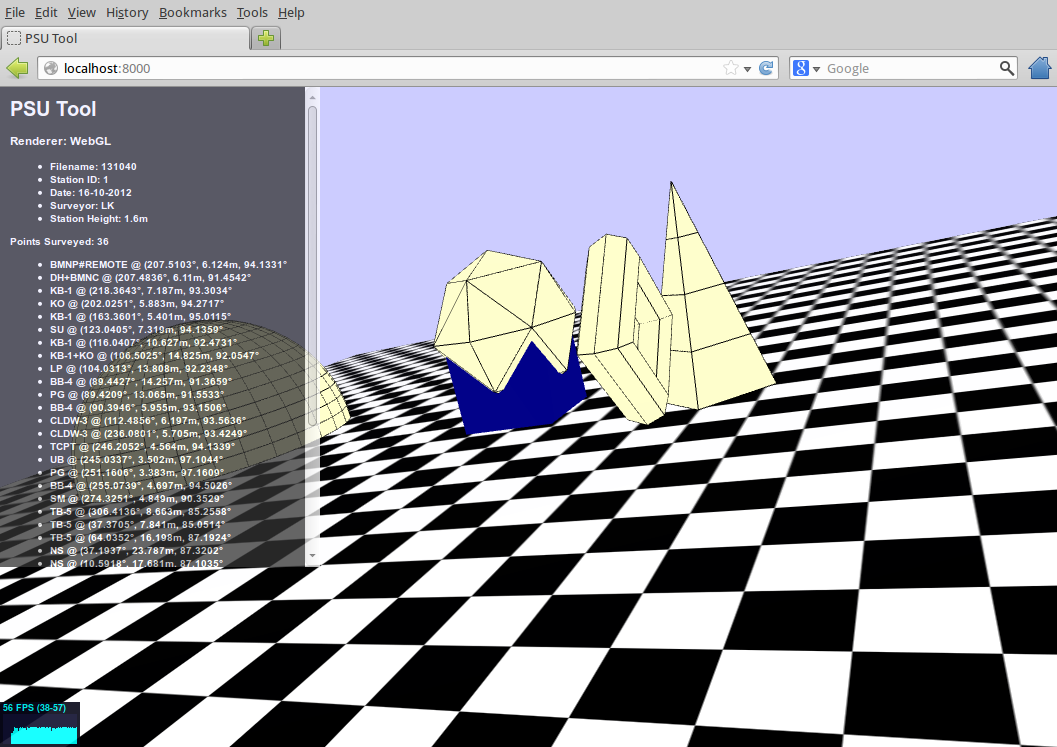 File Edit View History Bookmarks Tools Help
PSU Tool
localhost:8000
Google
PSU Tool
Renderer: WebGL
Filename: 131040
Station ID: 1
Date: 16-10-2012
Surveyor: LK
Station Height: 1.6m
Points Surveyed: 36
BMNP#REMOTE @ (207.5103°, 6.124m, 94.1331°
DH+BMNC @ (207.4836°, 6.11m, 91.4542°
KB-1 @ (218.3643°, 7.187m, 93.3034°
KO @ (202.0251°, 5.883m, 94.2717°
KB-1 @ (163.3601°, 5.401m, 95.0115°
SU @ (123.0405°, 7.319m, 94.1359°
KB-1 @ (116.0407°, 10.627m, 92.4731°
KB-1+KO @ (106.5025°, 14.825m, 92.0547°
LP @ (104.0313°, 13.808m, 92.2348°
BB-4 @ (89.4427°, 14.257m, 91.3659°
PG @ (89.4209°, 13.065m, 91.5533°
BB-4 @ (90.3946°, 5.955m, 93.1506°
CLDW-3 @ (112.4856°, 6.197m, 93.5636°
CLDW-3 @ (236.0801°, 5.705m, 93.4249°
TCPT @ (246.2052°, 4.564m, 94.1339°
UB @ (245.0337°, 3.502m, 97.1044°
PG @ (251.1606°, 3.383m, 97.1609°
BB-4 @ (255.0739°, 4.697m, 94.5026°
SM @ (274.3251°, 4.849m, 90.3529°
TB-5 @ (306.4136°, 8.663m, 85.2558°
TB-5 @ (37.3705°, 7.841m, 85.0514°
TB-5 @ (64.0352°, 16.198m, 87.1924°
NS @ (37.1937°, 23.787m, 87.3202°
NS @ (10.5918°, 17.681m, 87.1035°
56 FPS (38-57)